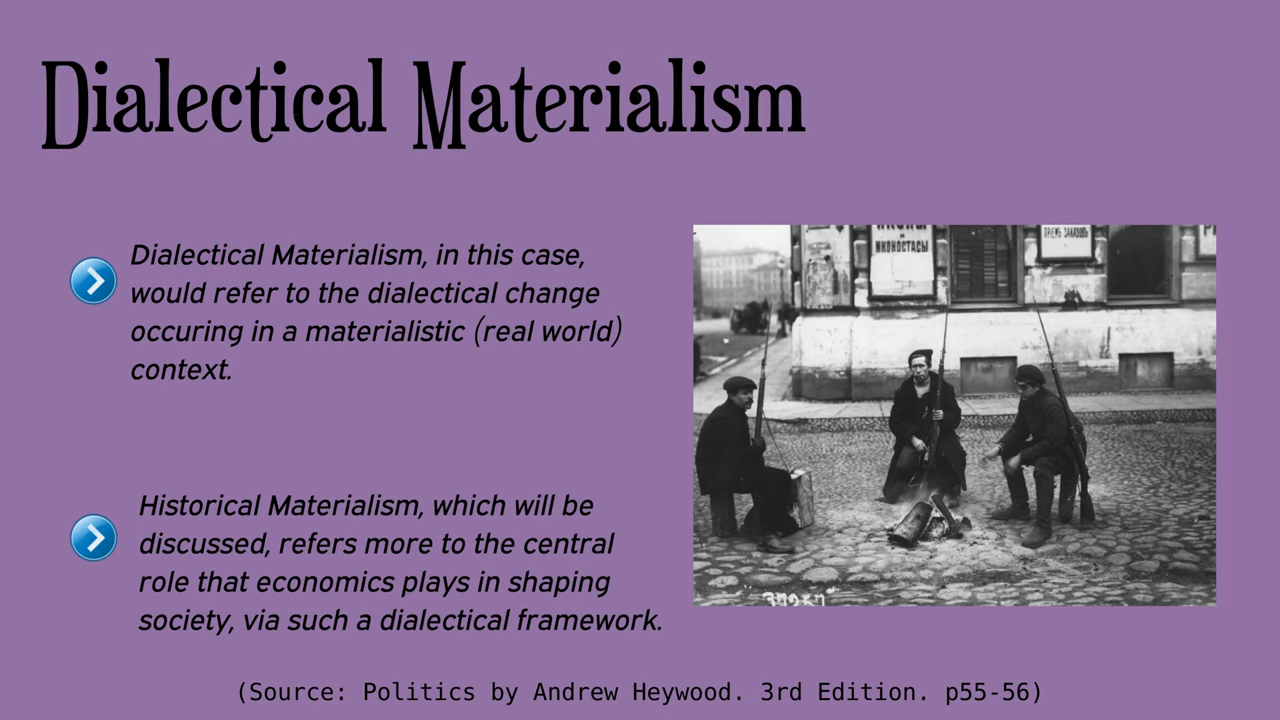 Dialectical Materialism
Dialectical Materialism, in this case,
would refer to the dialectical change
occuring in a materialistic (real world)
context.
Historical Materialism, which will be
discussed, refers more to the central
role that economics plays in shaping
society, via such a dialectical framework.
ИКОНОСТАСЫ
ПРІЕМЪ ЗАКАЗОВЪ
(Source: Politics by Andrew Heywood. 3rd Edition. p55-56)